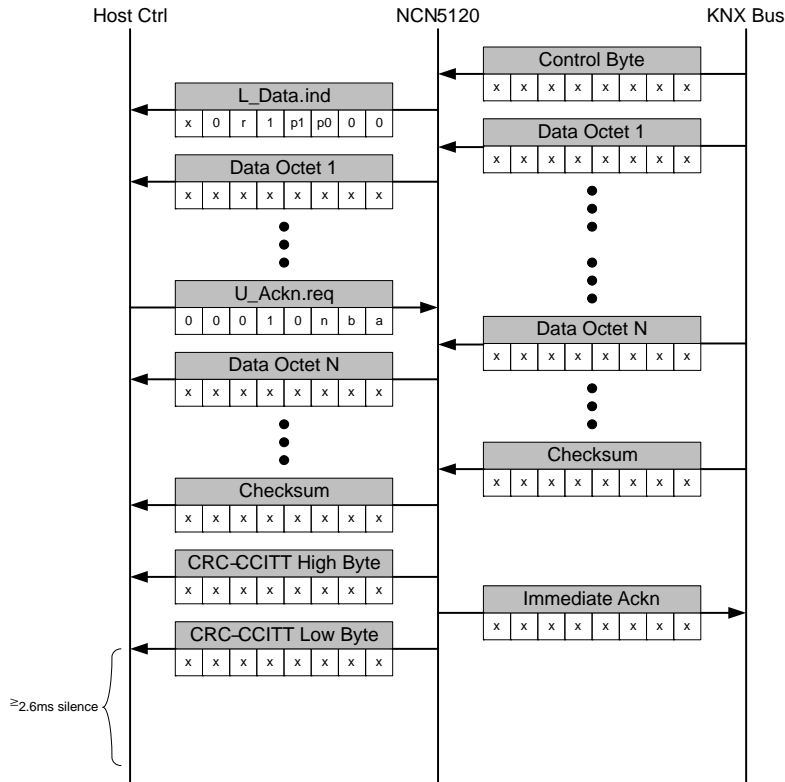 Host Ctrl NCN5120 KNX Bus
Control Byte
x x x x x x x x
L_Data.ind
x 0 r 1 p1 p0 0 0
Data Octet 1
x x x x x x x x
Data Octet 1
x x x x x x x x
U_Ackn.req
0 0 0 1 0 n b a
Data Octet N
x x x x x x x x
Data Octet N
x x x x x x x x
Checksum
x x x x x x x x
Checksum
x x x x x x x x
CRC-CCITT High Byte
x x x x x x x x
Immediate Ackn
x x x x x x x x
CRC-CCITT Low Byte
x x x x x x x x
≥2.6ms silence